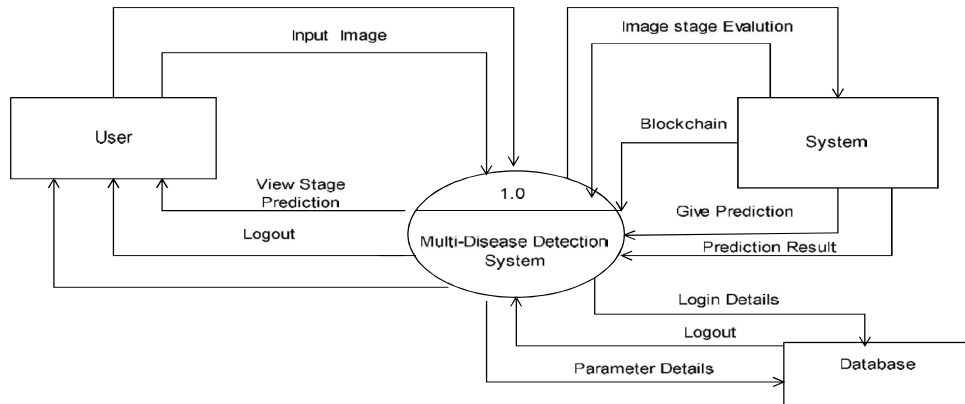 Input Image
Image stage Evalution
User
Blockchain
System
1.0
View Stage
Prediction
Give Prediction
Logout
Multi-Disease Detection
System
Prediction Result
Login Details
Logout
Parameter Details
Database